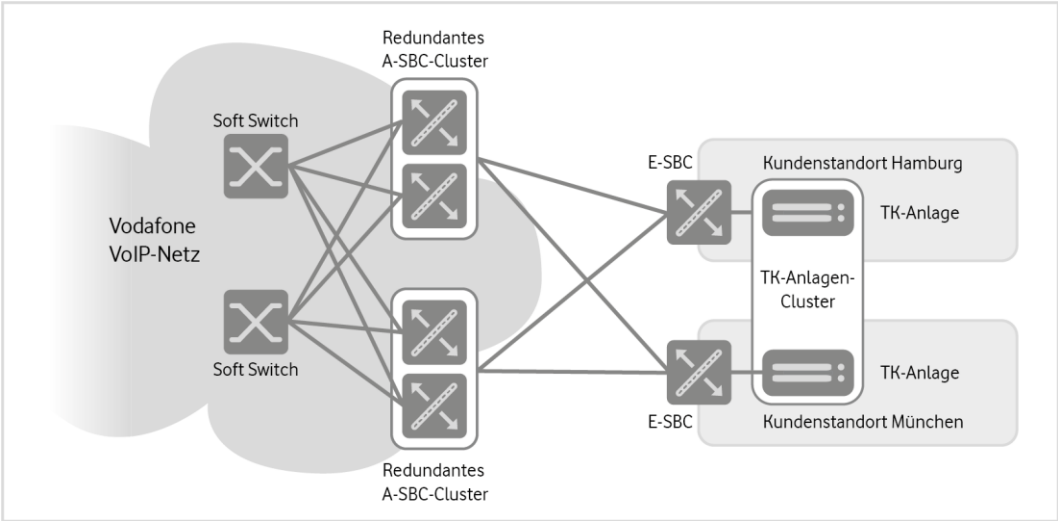 Redundantes
A-SBC-Cluster
Soft Switch
Vodafone
VoIP-Netz
Soft Switch
Redundantes
A-SBC-Cluster
E-SBC
Kundenstandort Hamburg
TK-Anlage
TK-Anlagen-
Cluster
TK-Anlage
E-SBC
Kundenstandort München